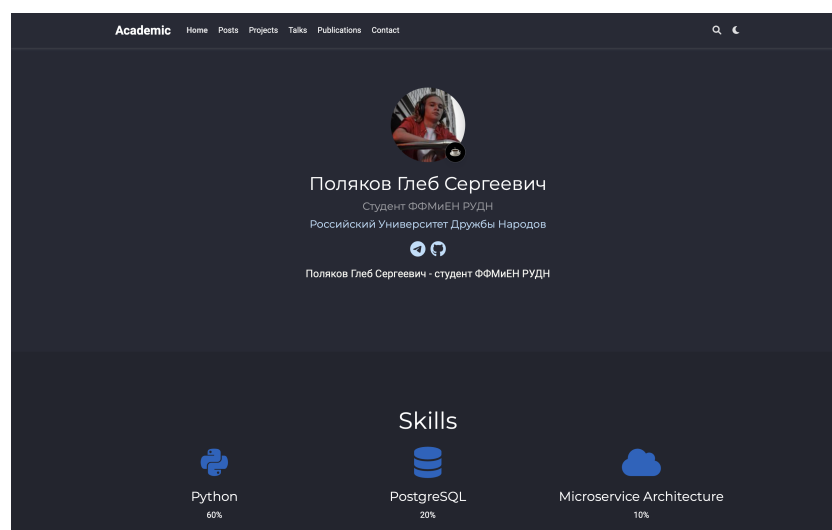 Academic Home Posts Projects Talks Publications Contact
Поляков Глеб Сергеевич
Студент ФФМиЕН РУДН
Российский Университет Дружбы Народов
Поляков Глеб Сергеевич - студент ФФМиЕН РУДН
Skills
Python PostgreSQL Microservice Architecture
60% 20% 10%